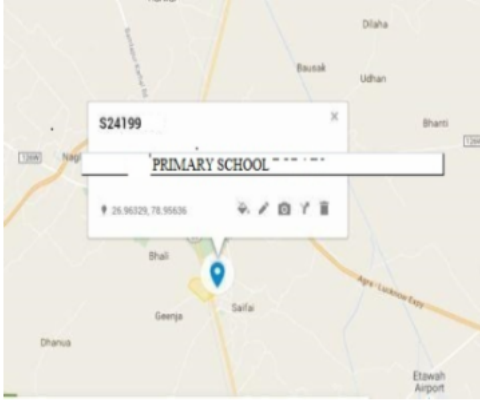 Dilaha
Bausak
Udhan
Bhanti
S24199
×
Nagl
PRIMARY SCHOOL
26.96329, 78.95636
Bhali
Saifai
Geenja
Agra - Lucknow Expy
Dhanua
Etawah
Airport